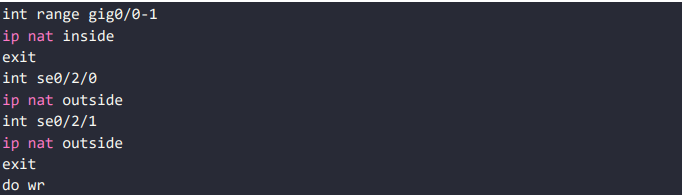 int range gig0/0-1
ip nat inside
exit
int se0/2/0
ip nat outside
int se0/2/1
ip nat outside
exit
do wr